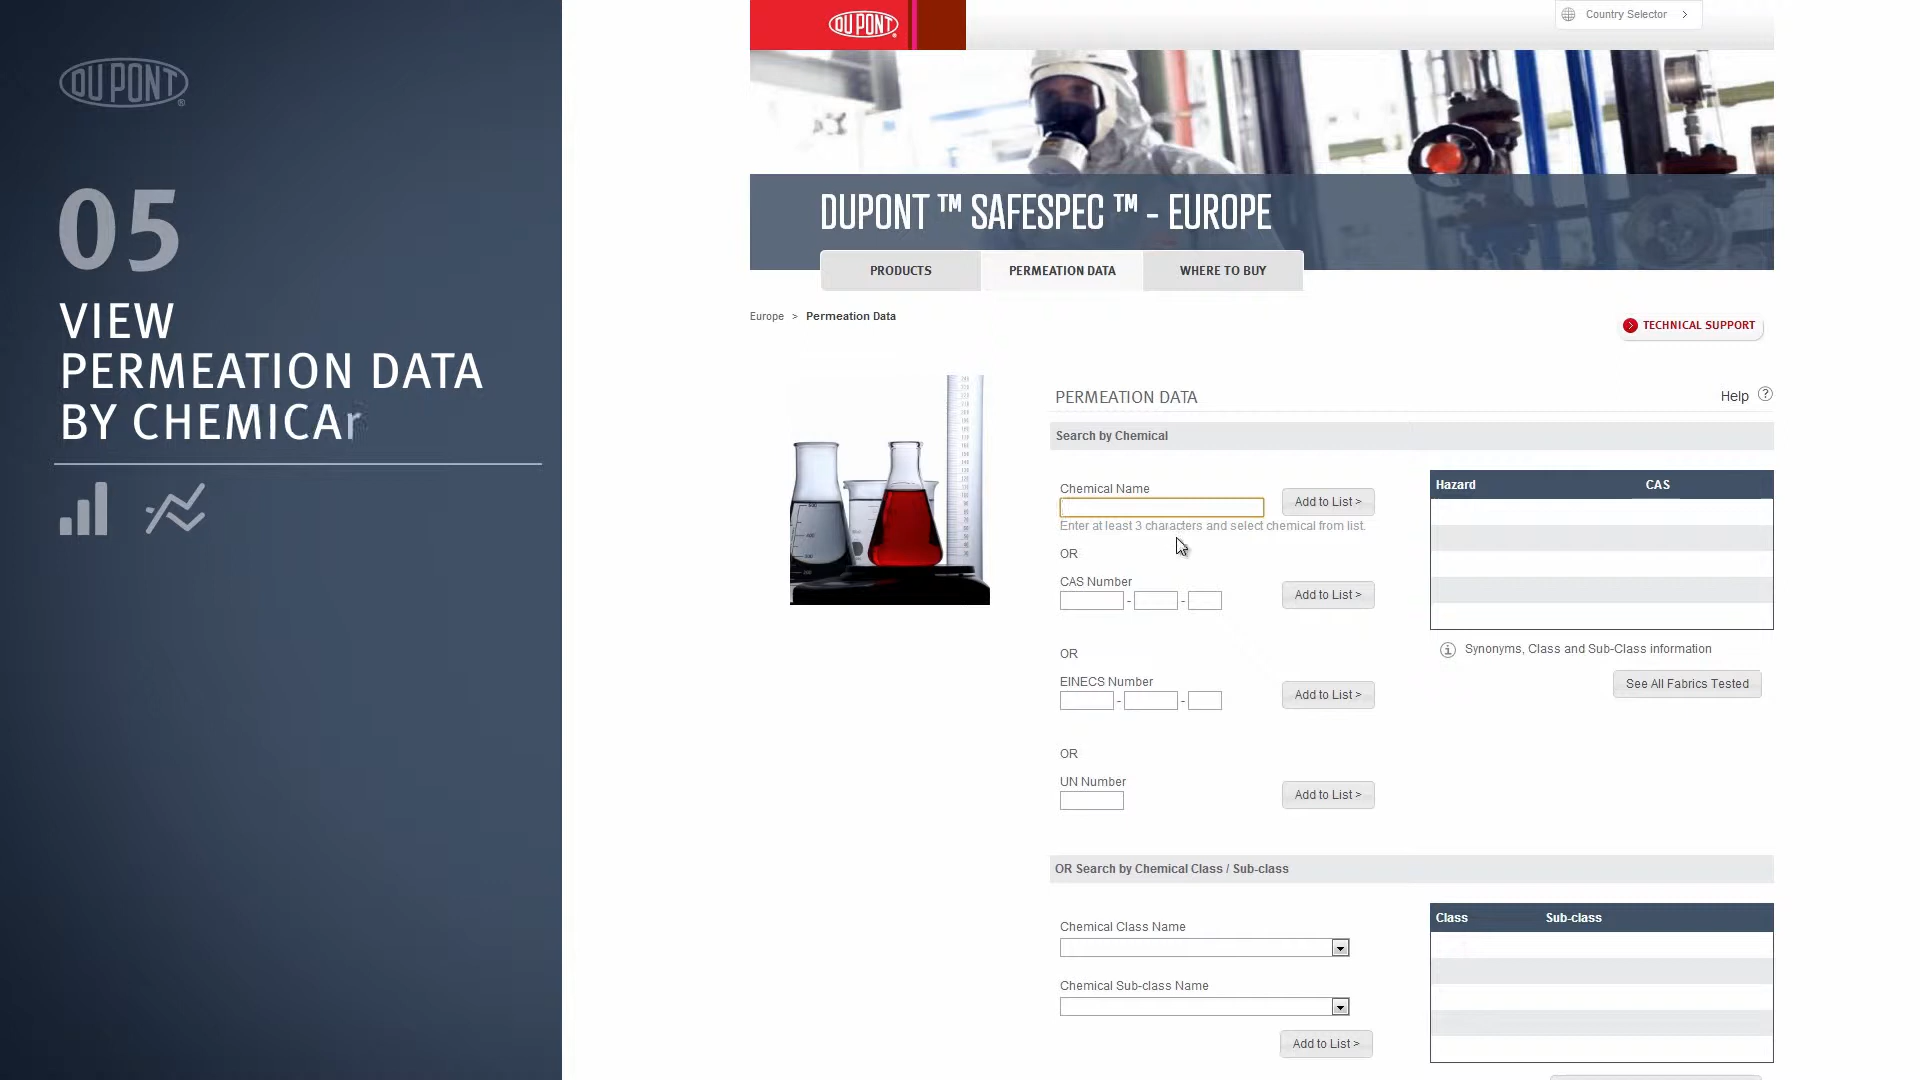 DU PONT®
05
VIEW
PERMEATION DATA
BY CHEMICAr
DU PONT®
Country Selector >
DUPONT ™ SAFESPEC ™ - EUROPE
PRODUCTS PERMEATION DATA WHERE TO BUY
Europe > Permeation Data
TECHNICAL SUPPORT
PERMEATION DATA
Help ?
Search by Chemical
Chemical Name
Add to List >
Enter at least 3 characters and select chemical from list.
OR
CAS Number
- -
Add to List >
OR
EINECS Number
- -
Add to List >
OR
UN Number
Add to List >
Hazard CAS
i Synonyms, Class and Sub-Class information
See All Fabrics Tested
OR Search by Chemical Class / Sub-class
Chemical Class Name
Chemical Sub-class Name
Add to List >
Class Sub-class